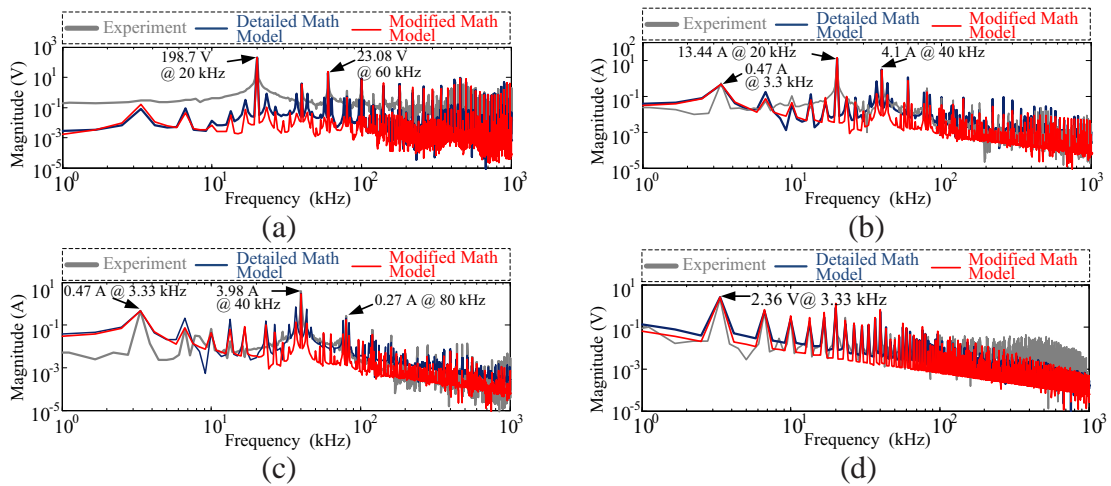 Experiment Detailed Math Model Modified Math Model
10^3
10^1
10^-1
10^-3
10^-5
Magnitude (V)
198.7 V
@ 20 kHz
23.08 V
@ 60 kHz
10^0 10^1 10^2 10^3
Frequency (kHz)
(a)
Experiment Detailed Math Model Modified Math Model
10^2
10^1
10^-1
10^-3
10^-5
Magnitude (A)
13.44 A @ 20 kHz
4.1 A @ 40 kHz
0.47 A
@ 3.3 kHz
10^0 10^1 10^2 10^3
Frequency (kHz)
(b)
Experiment Detailed Math Model Modified Math Model
10^1
10^-1
10^-3
10^-5
Magnitude (A)
0.47 A @ 3.33 kHz
3.98 A
@ 40 kHz
0.27 A @ 80 kHz
10^0 10^1 10^2 10^3
Frequency (kHz)
(c)
Experiment Detailed Math Model Modified Math Model
10^1
10^-1
10^-3
10^-5
Magnitude (V)
2.36 V@ 3.33 kHz
10^0 10^1 10^2 10^3
Frequency (kHz)
(d)